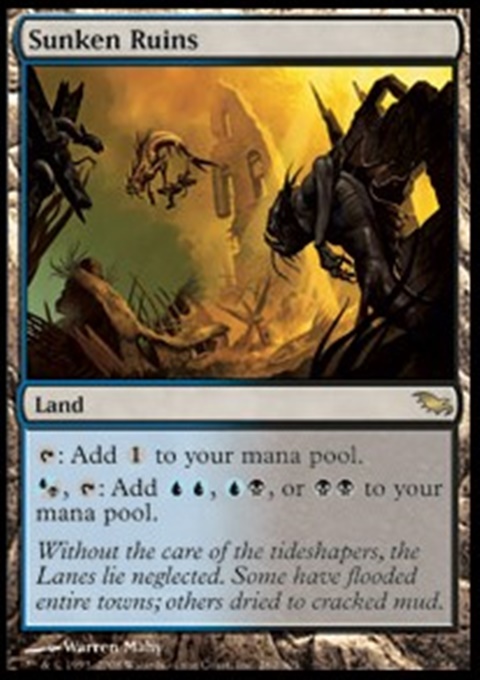 Sunken Ruins
Land
: Add 1 to your mana pool.
, : Add , , or to your
mana pool.
Without the care of the tideshapers, the
Lanes lie neglected. Some have flooded
entire towns; others dried to cracked mud.
Warren Mahy